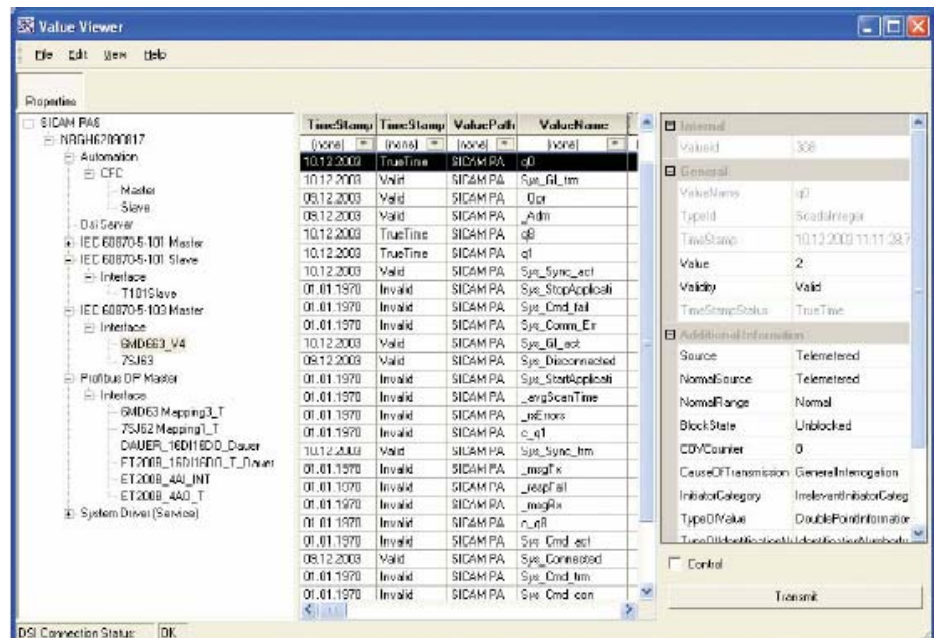 Value Viewer
File Edit View Help
Properties
SICAM PAS
NRGH62090817
Automation
CFC
Master
Slave
Dsi Server
IEC 60870-5-101 Master
IEC 60870-5-101 Slave
Interface
T101Slave
IEC 60870-5-103 Master
Interface
6MD663_V4
7SJ63
Profibus DP Master
Interface
6MD63 Mapping3_T
7SJ62 Mapping1_T
DAUER_16DI16DO_Dauer
ET200B_16DI16DO_T_Dauer
ET200B_4AI_INT
ET200B_4AO_T
System Driver (Service)
TimeStamp TimeStamp ValuePath ValueName
(none) (none) (none) (none)
10.12.2003 TrueTime SICAM PA q0
10.12.2003 Valid SICAM PA Sys_GI_trm
09.12.2003 Valid SICAM PA _Opr
09.12.2003 Valid SICAM PA _Adm
10.12.2003 TrueTime SICAM PA q8
10.12.2003 TrueTime SICAM PA q1
10.12.2003 Valid SICAM PA Sys_Sync_act
01.01.1970 Invalid SICAM PA Sys_StopApplicati
01.01.1970 Invalid SICAM PA Sys_Cmd_fail
01.01.1970 Invalid SICAM PA Sys_Comm_Err
10.12.2003 Valid SICAM PA Sys_GI_act
09.12.2003 Valid SICAM PA Sys_Disconnected
01.01.1970 Invalid SICAM PA Sys_StartApplicati
01.01.1970 Invalid SICAM PA _avgScanTime
01.01.1970 Invalid SICAM PA _nxErrors
01.01.1970 Invalid SICAM PA c_q1
10.12.2003 Valid SICAM PA Sys_Sync_trm
01.01.1970 Invalid SICAM PA _msgTx
01.01.1970 Invalid SICAM PA _respFail
01.01.1970 Invalid SICAM PA _msgRx
01.01.1970 Invalid SICAM PA c_q8
01.01.1970 Invalid SICAM PA Sys_Cmd_act
09.12.2003 Valid SICAM PA Sys_Connected
01.01.1970 Invalid SICAM PA Sys_Cmd_trm
01.01.1970 Invalid SICAM PA Sys_Cmd_con
Internal
ValueId 308
General
ValueName q0
TypeId ScadaInteger
TimeStamp 10.12.2003 11:11:28,7
Value 2
Validity Valid
TimeStampStatus TrueTime
Additional Information
Source Telemetered
NormalSource Telemetered
NormalRange Normal
BlockState Unblocked
COVCounter 0
CauseOfTransmission GeneralInterrogation
InitiatorCategory IrrelevantInitiatorCateg
TypeOfValue DoublePointInformation
Control
Transmit
DSI Connection Status: OK